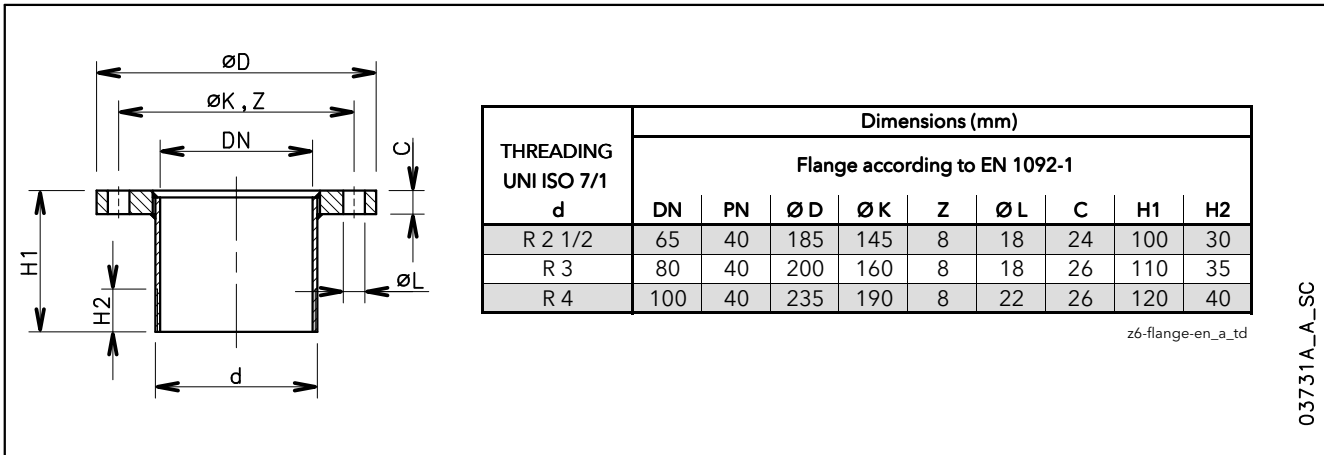 øD
øK , Z
DN
C
H1
H2
øL
d
THREADING
UNI ISO 7/1
d
Dimensions (mm)
Flange according to EN 1092-1
DN PN Ø D Ø K Z Ø L C H1 H2
R 2 1/2 65 40 185 145 8 18 24 100 30
R 3 80 40 200 160 8 18 26 110 35
R 4 100 40 235 190 8 22 26 120 40
z6-flange-en_a_td
03731A_A_SC